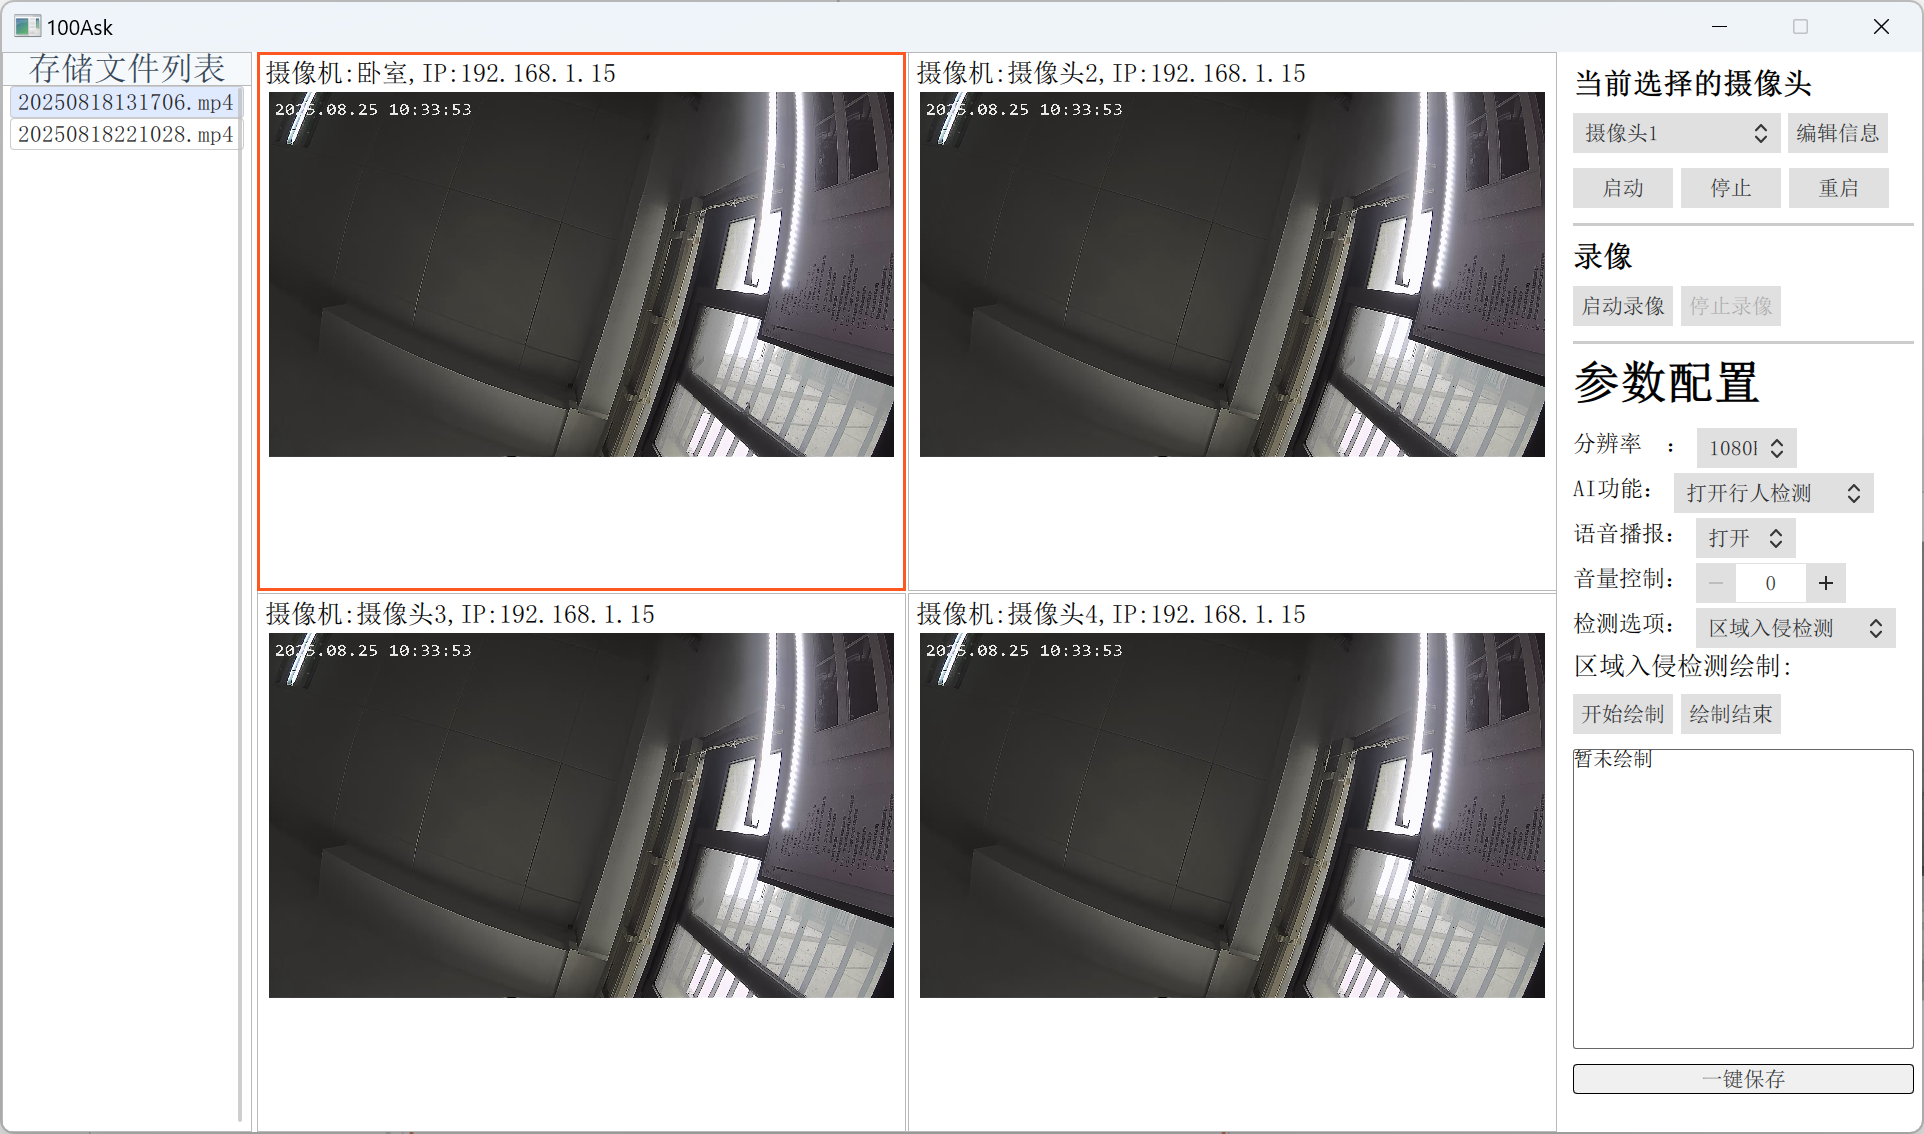 100Ask
存储文件列表
20250818131706.mp4
20250818221028.mp4
摄像机:卧室,IP:192.168.1.15
2025.08.25 10:33:53
摄像机:摄像头2,IP:192.168.1.15
2025.08.25 10:33:53
摄像机:摄像头3,IP:192.168.1.15
2025.08.25 10:33:53
摄像机:摄像头4,IP:192.168.1.15
2025.08.25 10:33:53
当前选择的摄像头
摄像头1 编辑信息
启动 停止 重启
录像
启动录像 停止录像
参数配置
分辨率 : 1080
AI功能: 打开行人检测
语音播报: 打开
音量控制: − 0 +
检测选项: 区域入侵检测
区域入侵检测绘制:
开始绘制 绘制结束
暂未绘制
一键保存